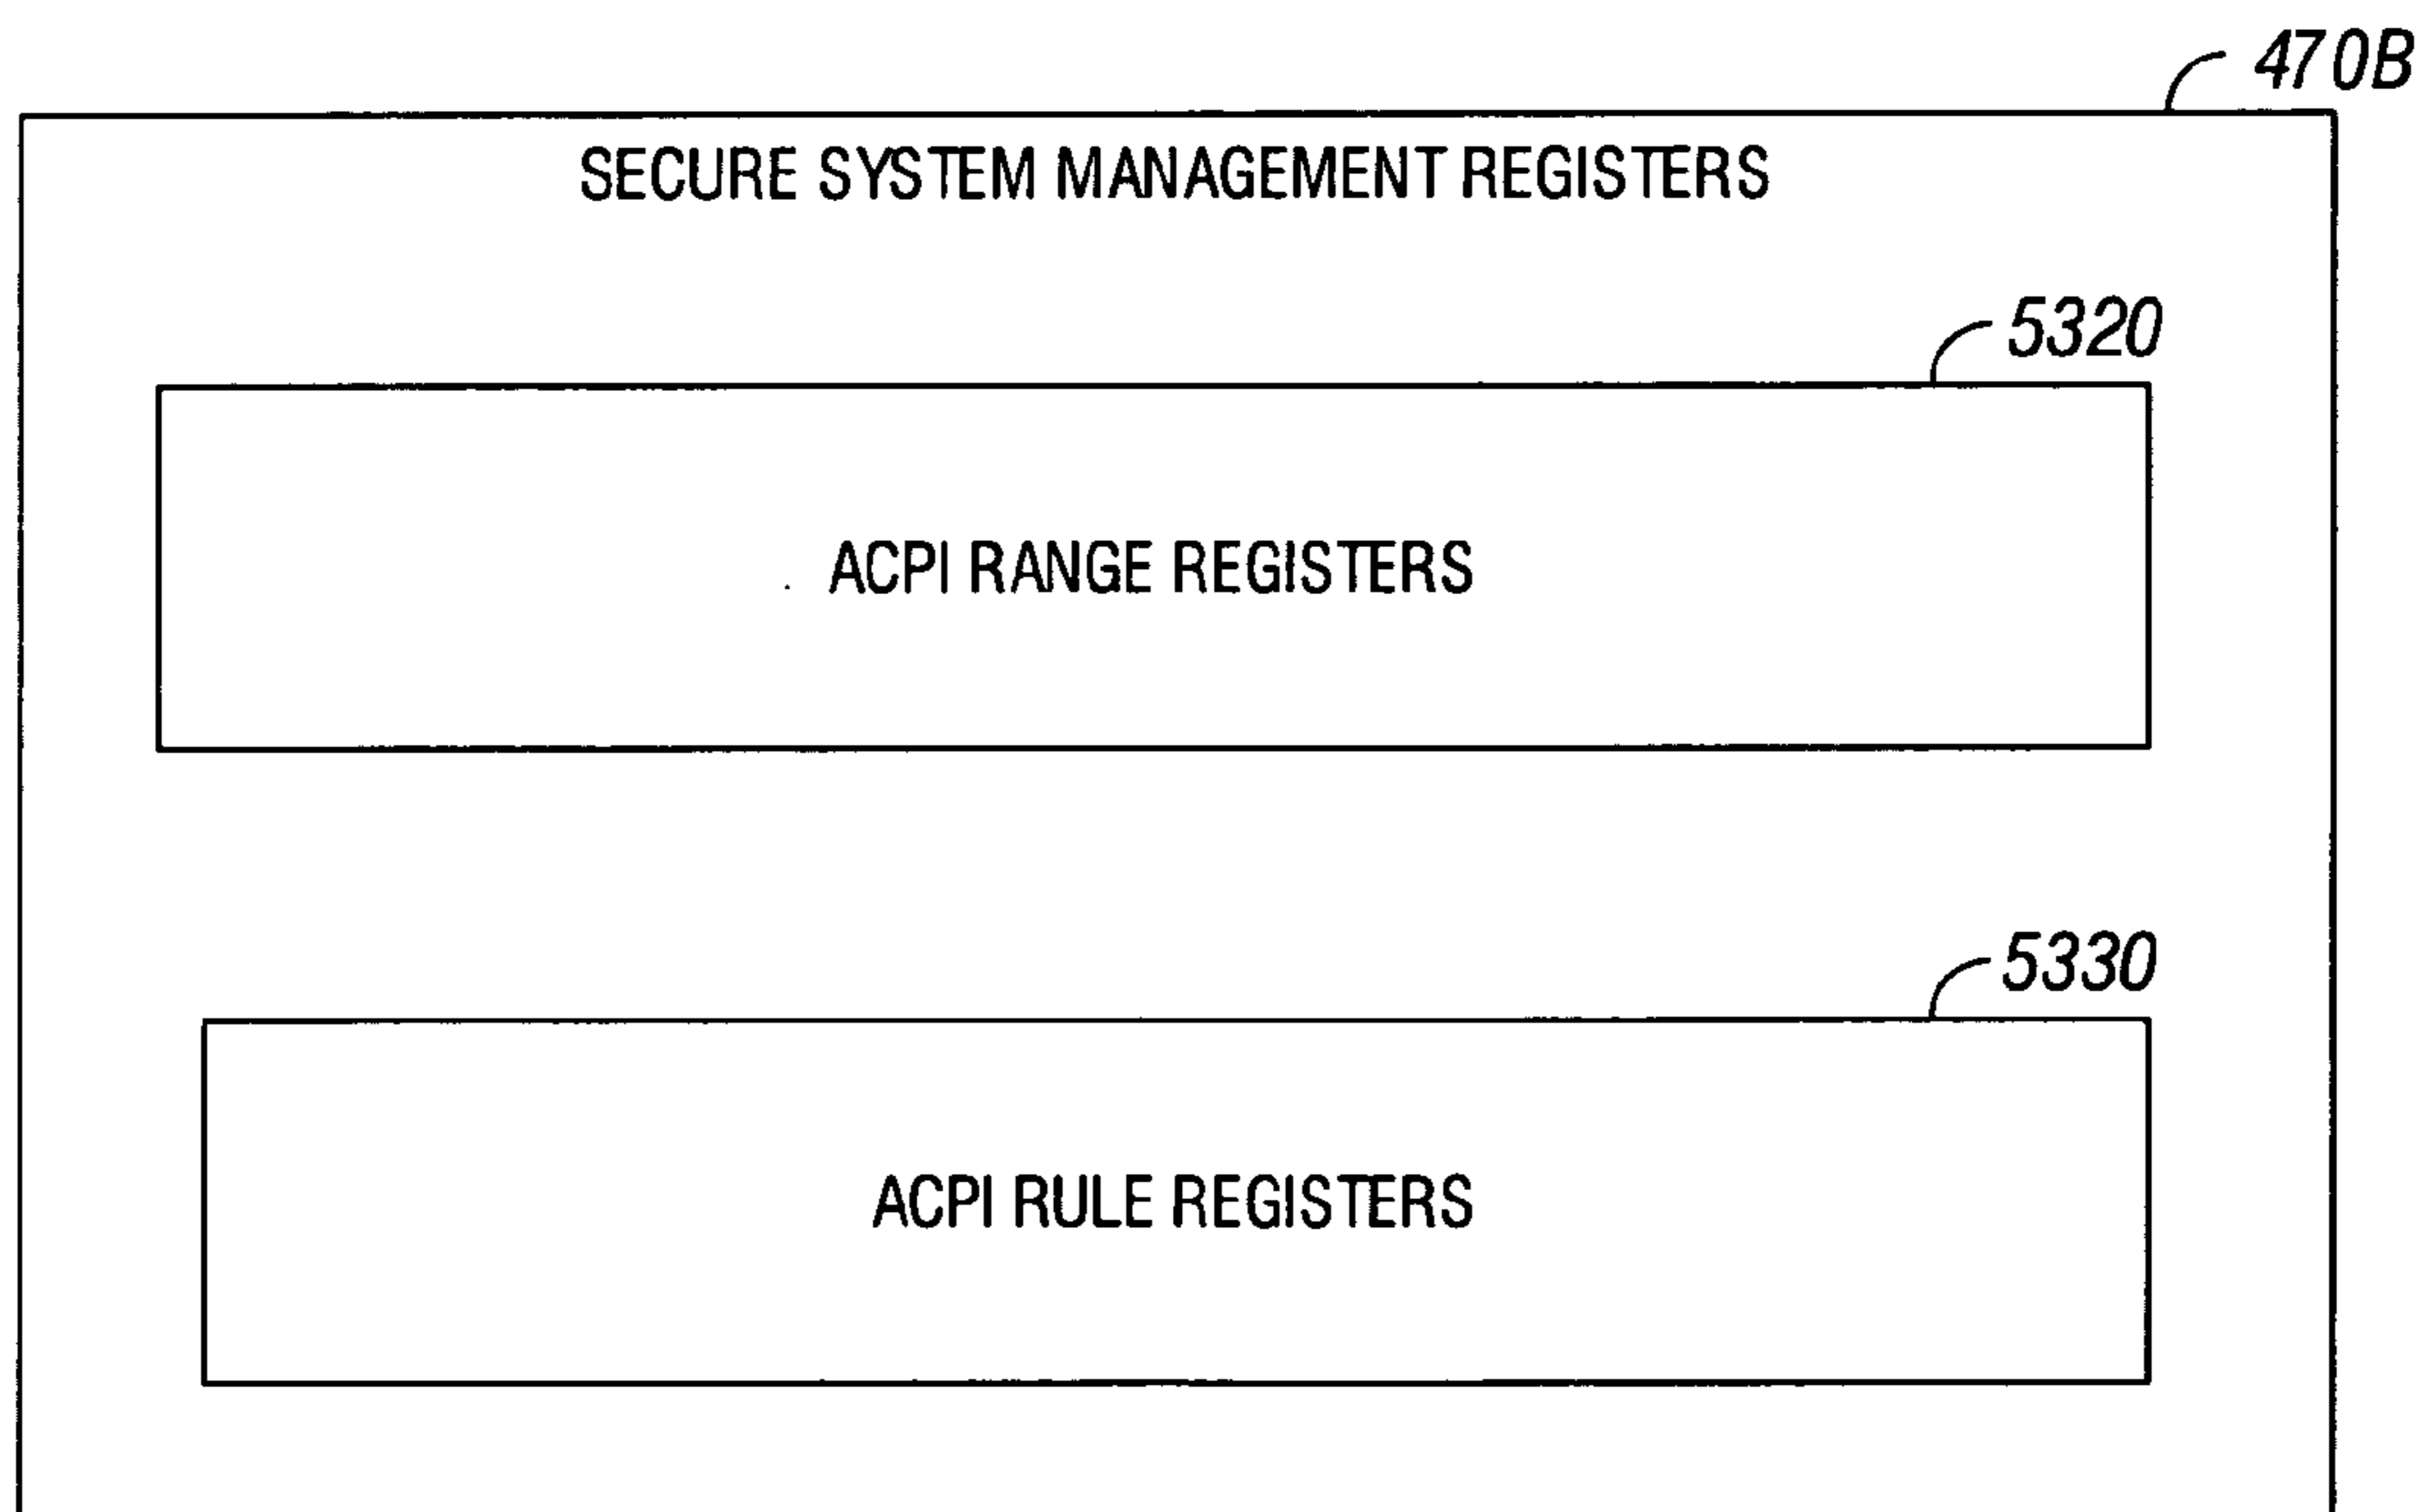 470B
SECURE SYSTEM MANAGEMENT REGISTERS
5320
ACPI RANGE REGISTERS
5330
ACPI RULE REGISTERS